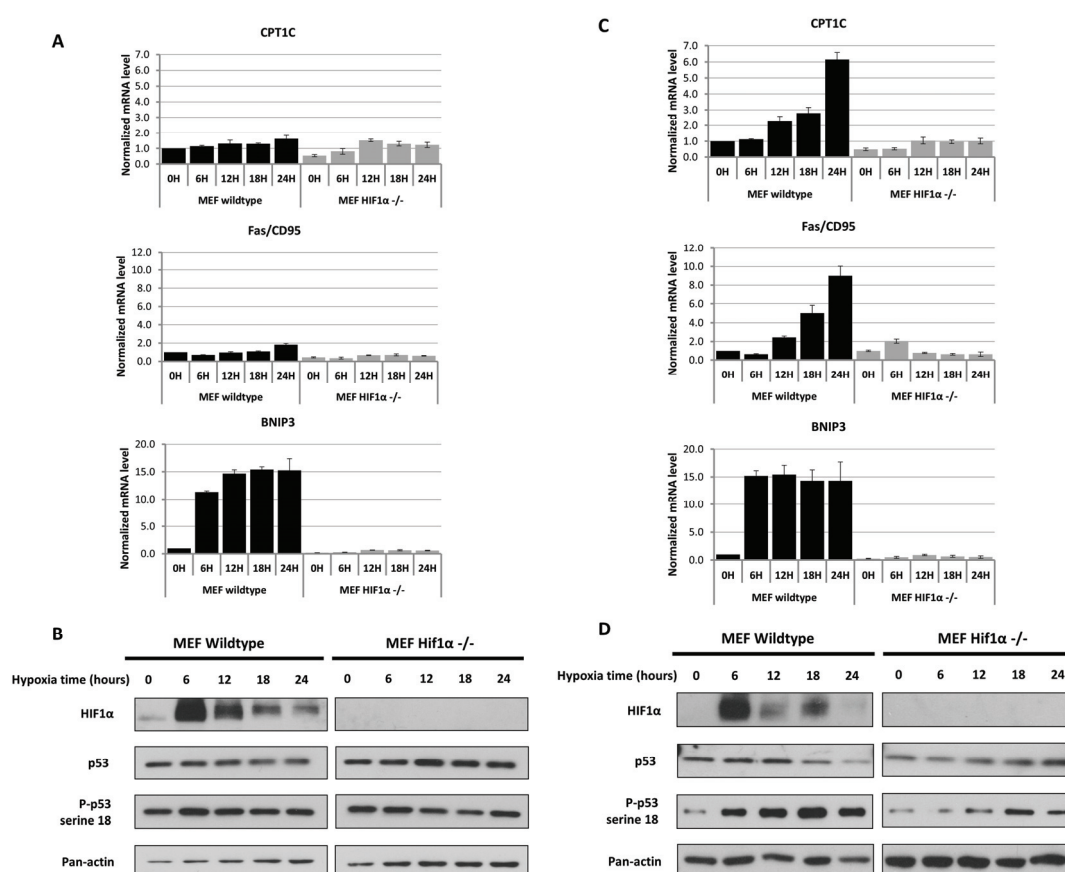 A
CPT1C
Normalized mRNA level
7.0
6.0
5.0
4.0
3.0
2.0
1.0
0.0
0H 6H 12H 18H 24H 0H 6H 12H 18H 24H
MEF wildtype MEF HIF1α -/-
Fas/CD95
Normalized mRNA level
12.0
10.0
8.0
6.0
4.0
2.0
0.0
0H 6H 12H 18H 24H 0H 6H 12H 18H 24H
MEF wildtype MEF HIF1α -/-
BNIP3
Normalized mRNA level
20.0
15.0
10.0
5.0
0.0
0H 6H 12H 18H 24H 0H 6H 12H 18H 24H
MEF wildtype MEF HIF1α -/-
B
MEF Wildtype MEF Hif1α -/-
Hypoxia time (hours) 0 6 12 18 24 0 6 12 18 24
HIF1α
p53
P-p53
serine 18
Pan-actin
C
CPT1C
Normalized mRNA level
7.0
6.0
5.0
4.0
3.0
2.0
1.0
0.0
0H 6H 12H 18H 24H 0H 6H 12H 18H 24H
MEF wildtype MEF HIF1α -/-
Fas/CD95
Normalized mRNA level
12.0
10.0
8.0
6.0
4.0
2.0
0.0
0H 6H 12H 18H 24H 0H 6H 12H 18H 24H
MEF wildtype MEF HIF1α -/-
BNIP3
Normalized mRNA level
20.0
15.0
10.0
5.0
0.0
0H 6H 12H 18H 24H 0H 6H 12H 18H 24H
MEF wildtype MEF HIF1α -/-
D
MEF Wildtype MEF Hif1α -/-
Hypoxia time (hours) 0 6 12 18 24 0 6 12 18 24
HIF1α
p53
P-p53
serine 18
Pan-actin